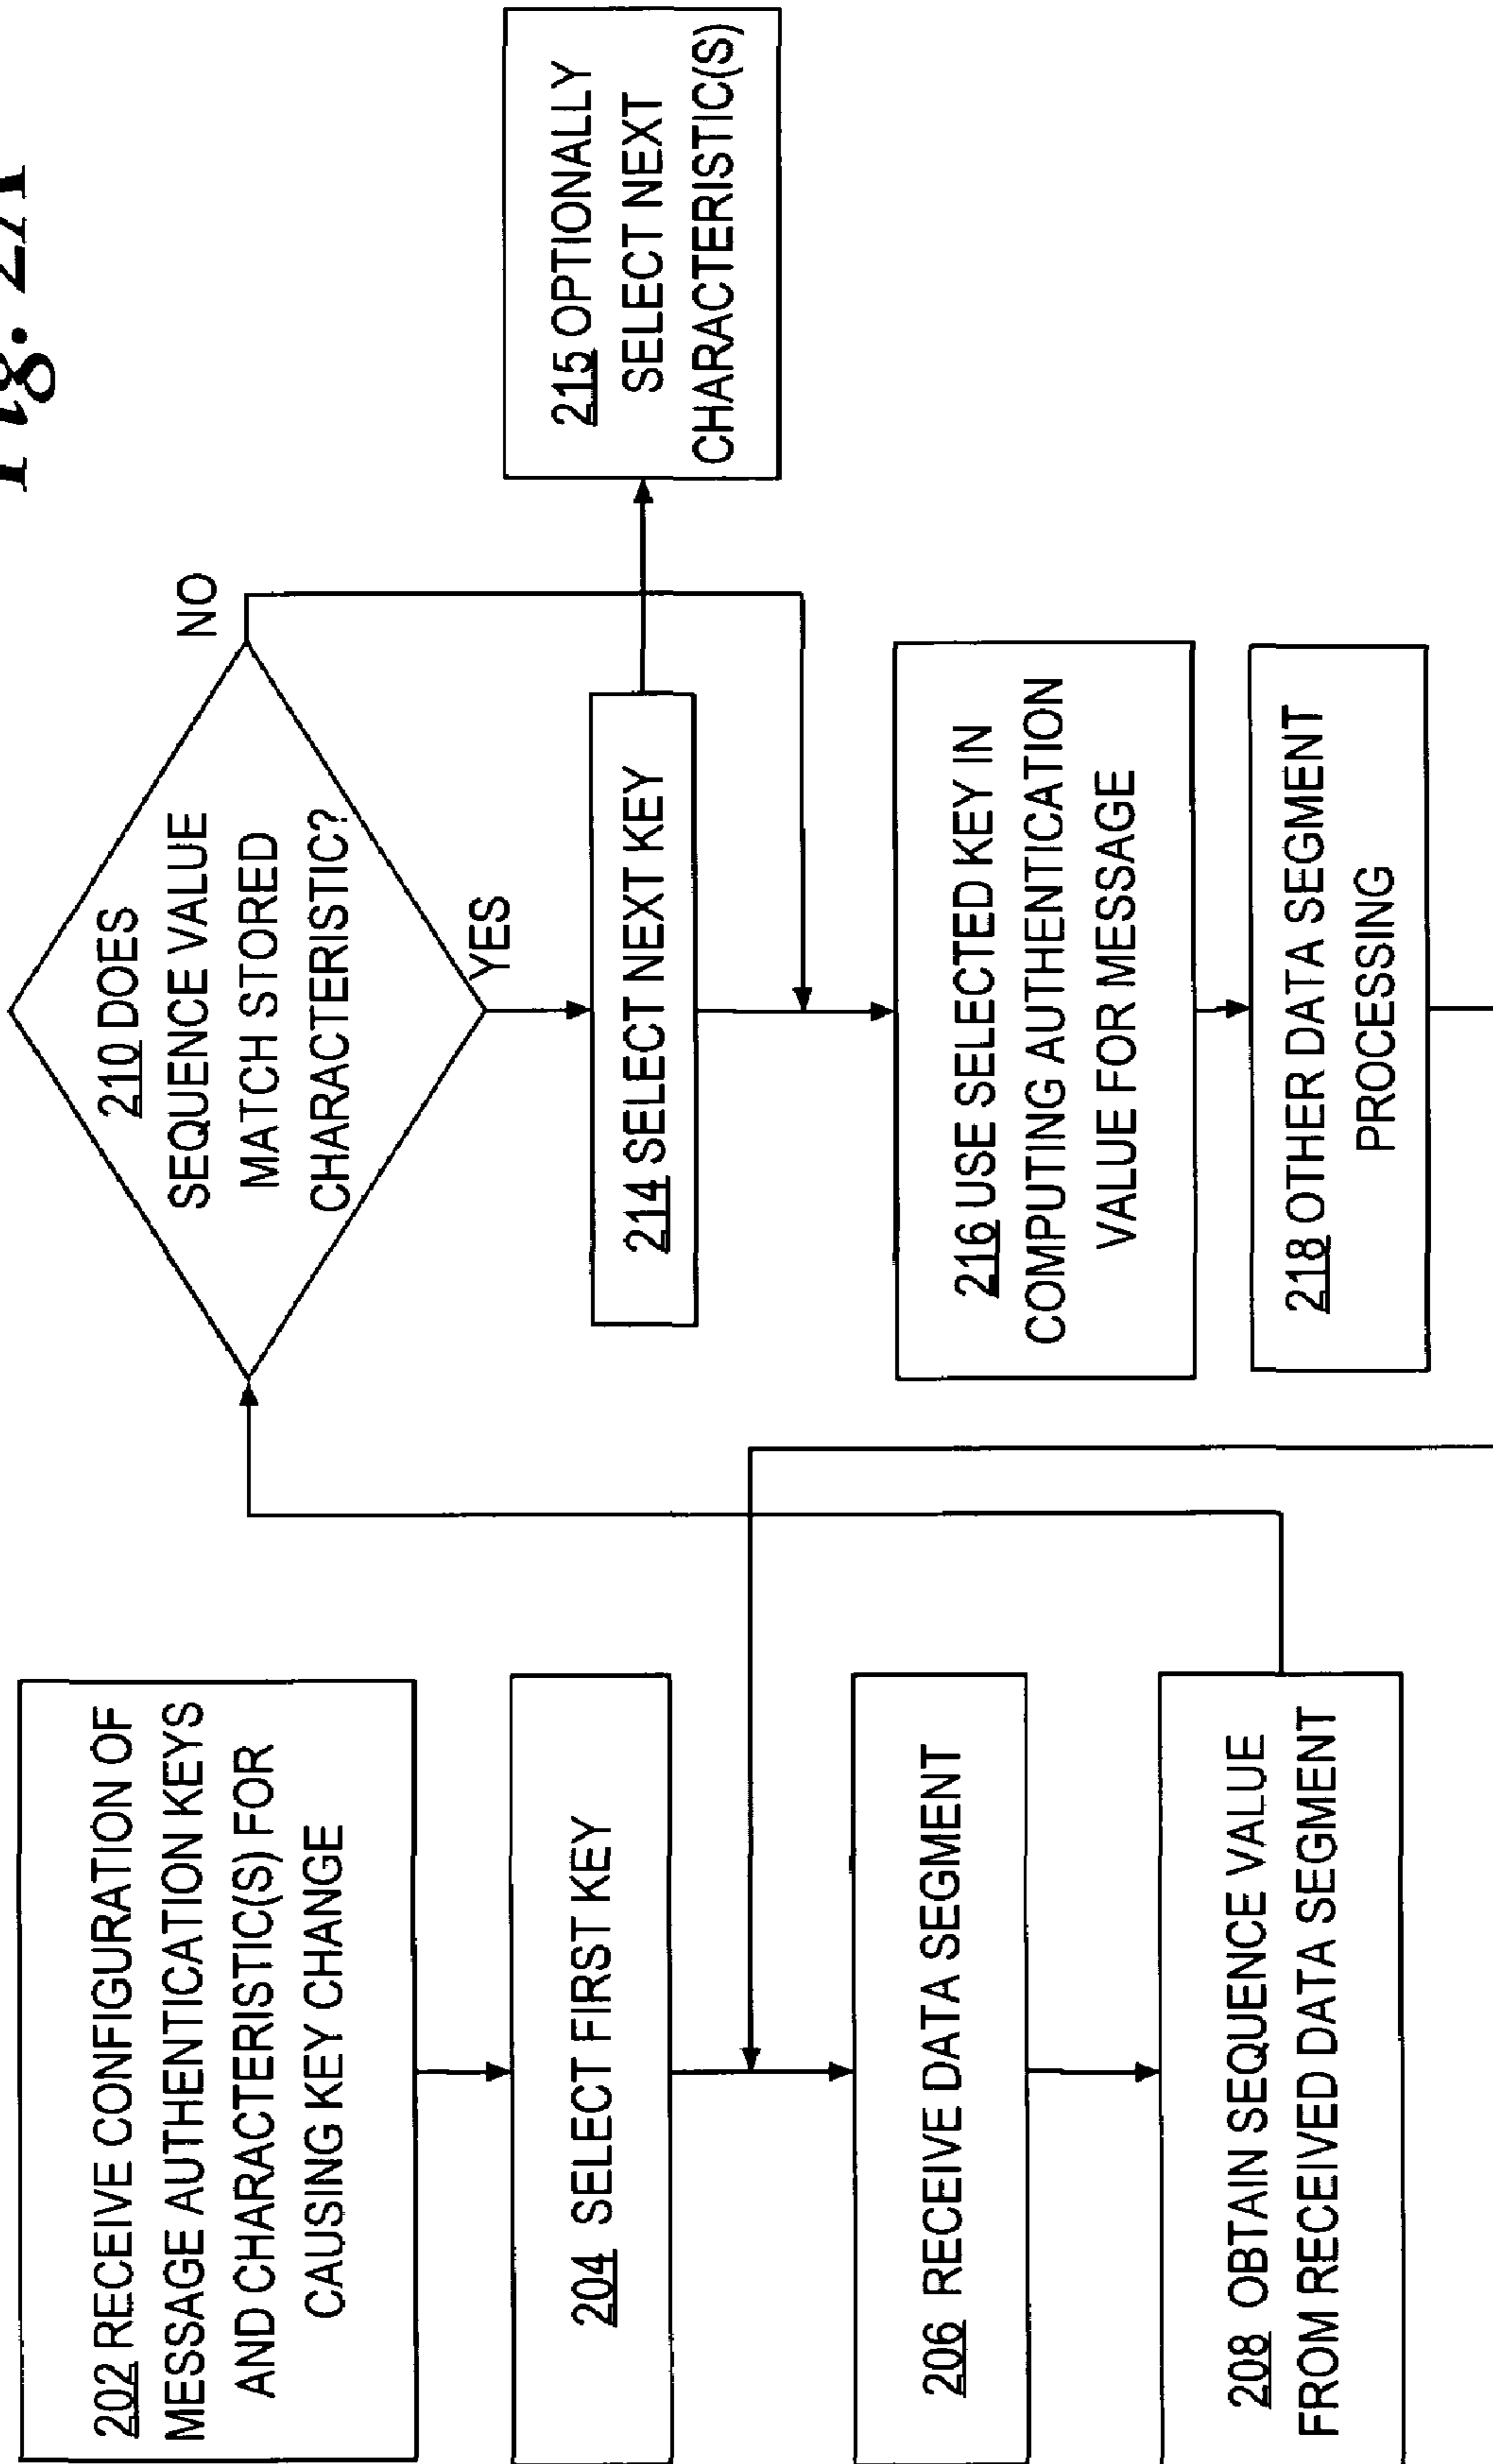 Fig. 2A
202 RECEIVE CONFIGURATION OF
MESSAGE AUTHENTICATION KEYS
AND CHARACTERISTIC(S) FOR
CAUSING KEY CHANGE
204 SELECT FIRST KEY
206 RECEIVE DATA SEGMENT
208 OBTAIN SEQUENCE VALUE
FROM RECEIVED DATA SEGMENT
210 DOES
SEQUENCE VALUE
MATCH STORED
CHARACTERISTIC?
NO
YES
214 SELECT NEXT KEY
215 OPTIONALLY
SELECT NEXT
CHARACTERISTIC(S)
216 USE SELECTED KEY IN
COMPUTING AUTHENTICATION
VALUE FOR MESSAGE
218 OTHER DATA SEGMENT
PROCESSING